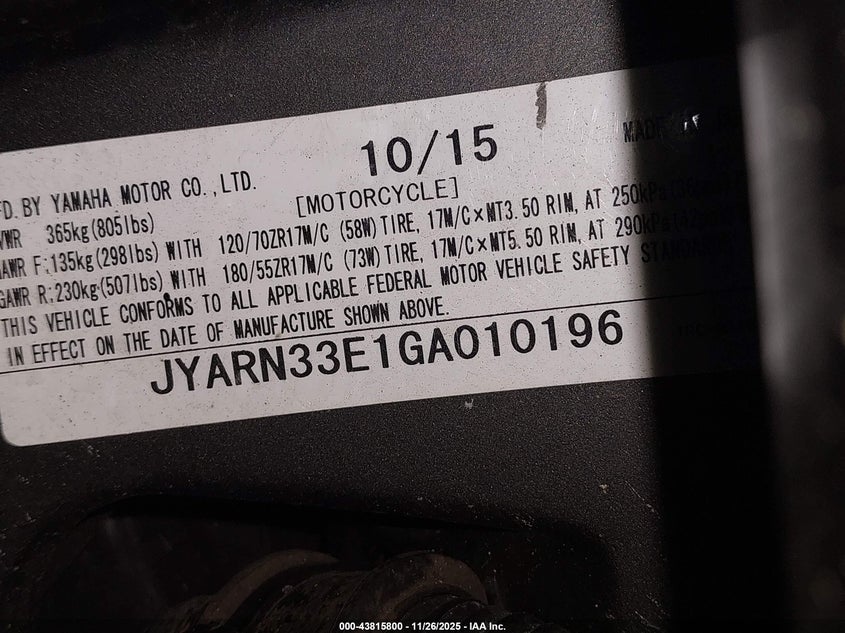 10/15
MADE
FD. BY YAMAHA MOTOR CO., LTD.
[MOTORCYCLE]
VWR 365kg(805lbs)
GAWR F:135kg(298lbs) WITH 120/70ZR17M/C (58W) TIRE, 17M/C×MT3.50 RIM, AT 250kPa
GAWR R:230kg(507lbs) WITH 180/55ZR17M/C (73W) TIRE, 17M/C×MT5.50 RIM, AT 290kPa
THIS VEHICLE CONFORMS TO ALL APPLICABLE FEDERAL MOTOR VEHICLE SAFETY STANDARDS
IN EFFECT ON THE DATE OF MANUFACTURE SHOWN ABOVE.
JYARN33E1GA010196
000-43815800 - 11/26/2025 - IAA Inc.